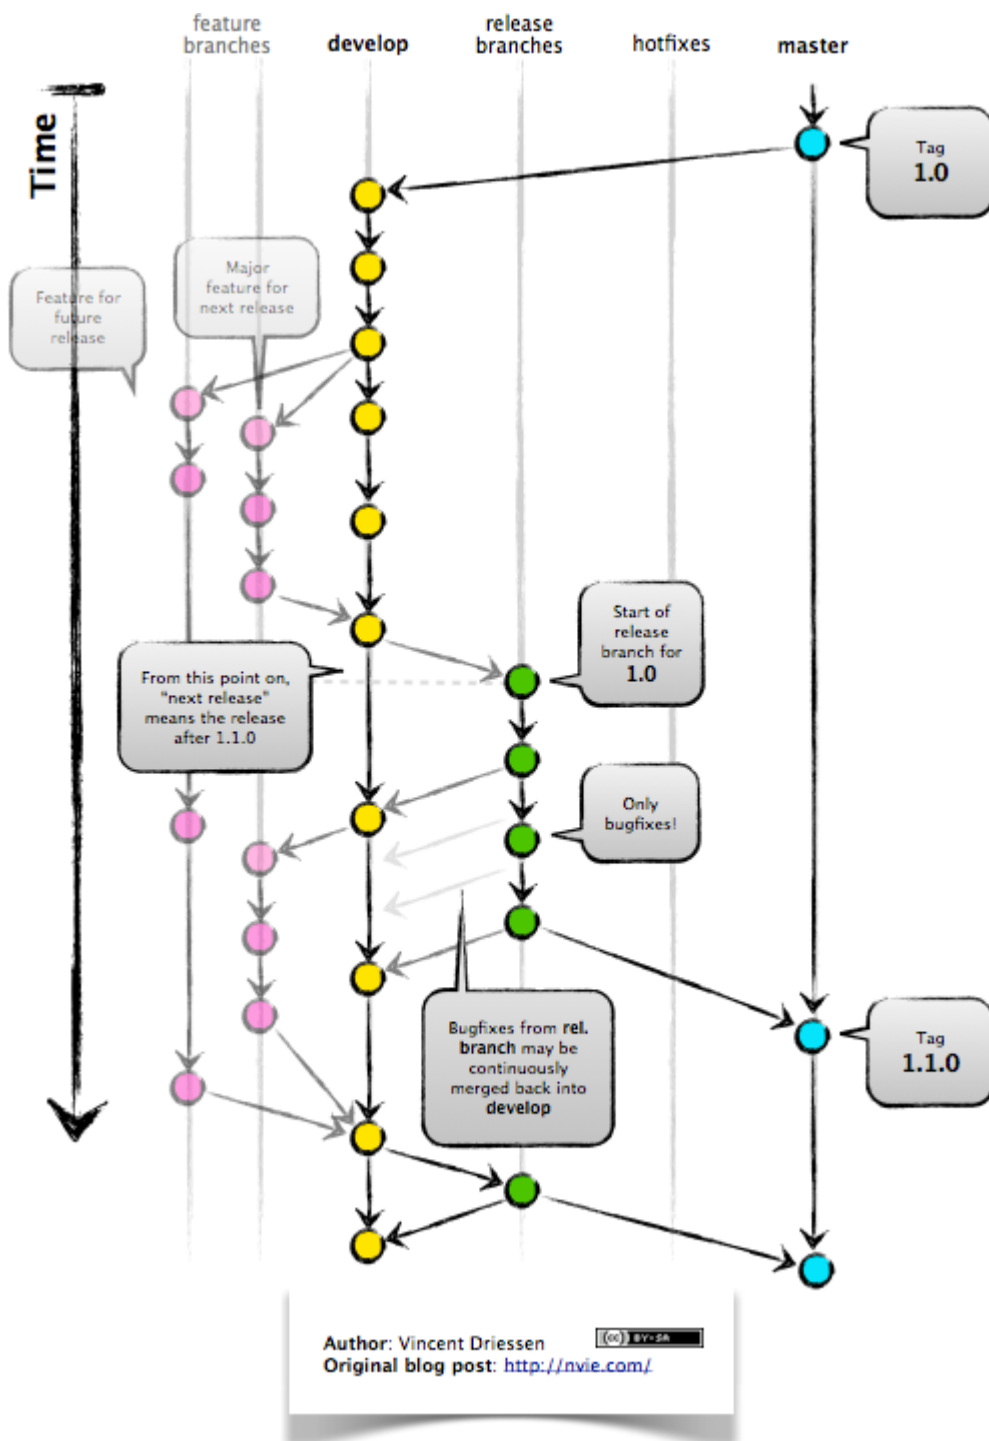 feature
branches
develop
release
branches
hotfixes
master
Time
Tag
1.0
Feature for
future
release
Major
feature for
next release
Start of
release
branch for
1.0
From this point on,
"next release"
means the release
after 1.1.0
Only
bugfixes!
Bugfixes from rel.
branch may be
continuously
merged back into
develop
Tag
1.1.0
Author: Vincent Driessen
Original blog post: http://nvie.com/
(cc) BY-SA